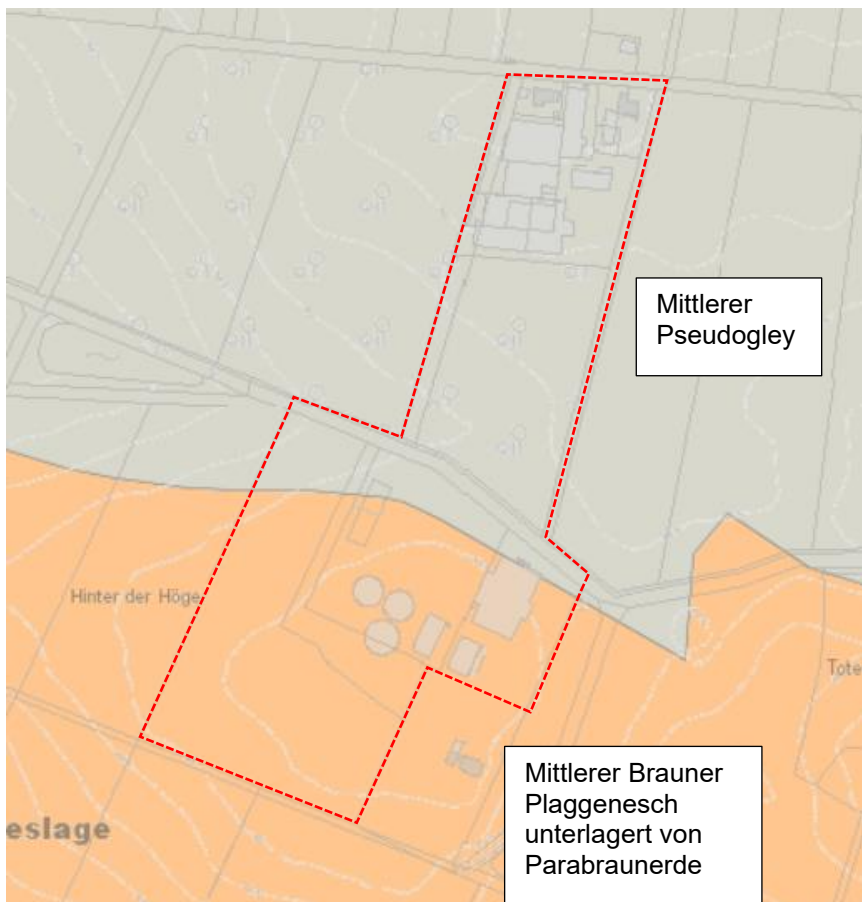 Mittlerer
Pseudogley
Hinter der Höge
Tote
Mittlerer Brauner
Plaggenesch
unterlagert von
Parabraunerde
eslage